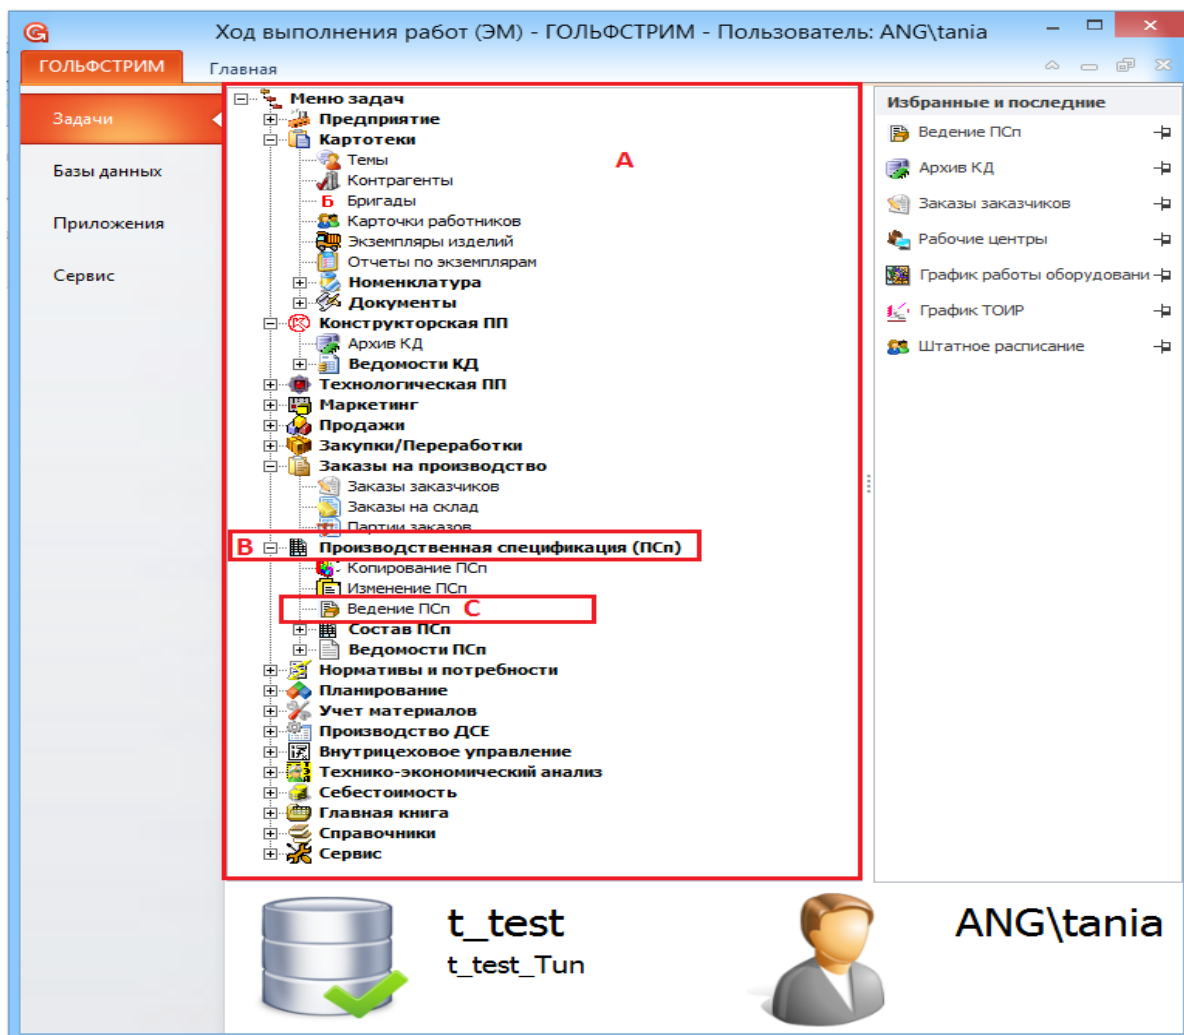 Ход выполнения работ (ЭМ) - ГОЛЬФСТРИМ - Пользователь: ANG\tania
ГОЛЬФСТРИМ
Главная
Задачи
Базы данных
Приложения
Сервис
Меню задач
Предприятие
Картотеки
A
Темы
Контрагенты
Б Бригады
Карточки работников
Экземпляры изделий
Отчеты по экземплярам
Номенклатура
Документы
Конструкторская ПП
Архив КД
Ведомости КД
Технологическая ПП
Маркетинг
Продажи
Закупки/Переработки
Заказы на производство
Заказы заказчиков
Заказы на склад
Партии заказов
B Производственная спецификация (ПСп)
Копирование ПСп
Изменение ПСп
Ведение ПСп C
Состав ПСп
Ведомости ПСп
Нормативы и потребности
Планирование
Учет материалов
Производство ДСЕ
Внутрицеховое управление
Технико-экономический анализ
Себестоимость
Главная книга
Справочники
Сервис
Избранные и последние
Ведение ПСп
Архив КД
Заказы заказчиков
Рабочие центры
График работы оборудовани
График ТОИР
Штатное расписание
t_test
t_test_Tun
ANG\tania